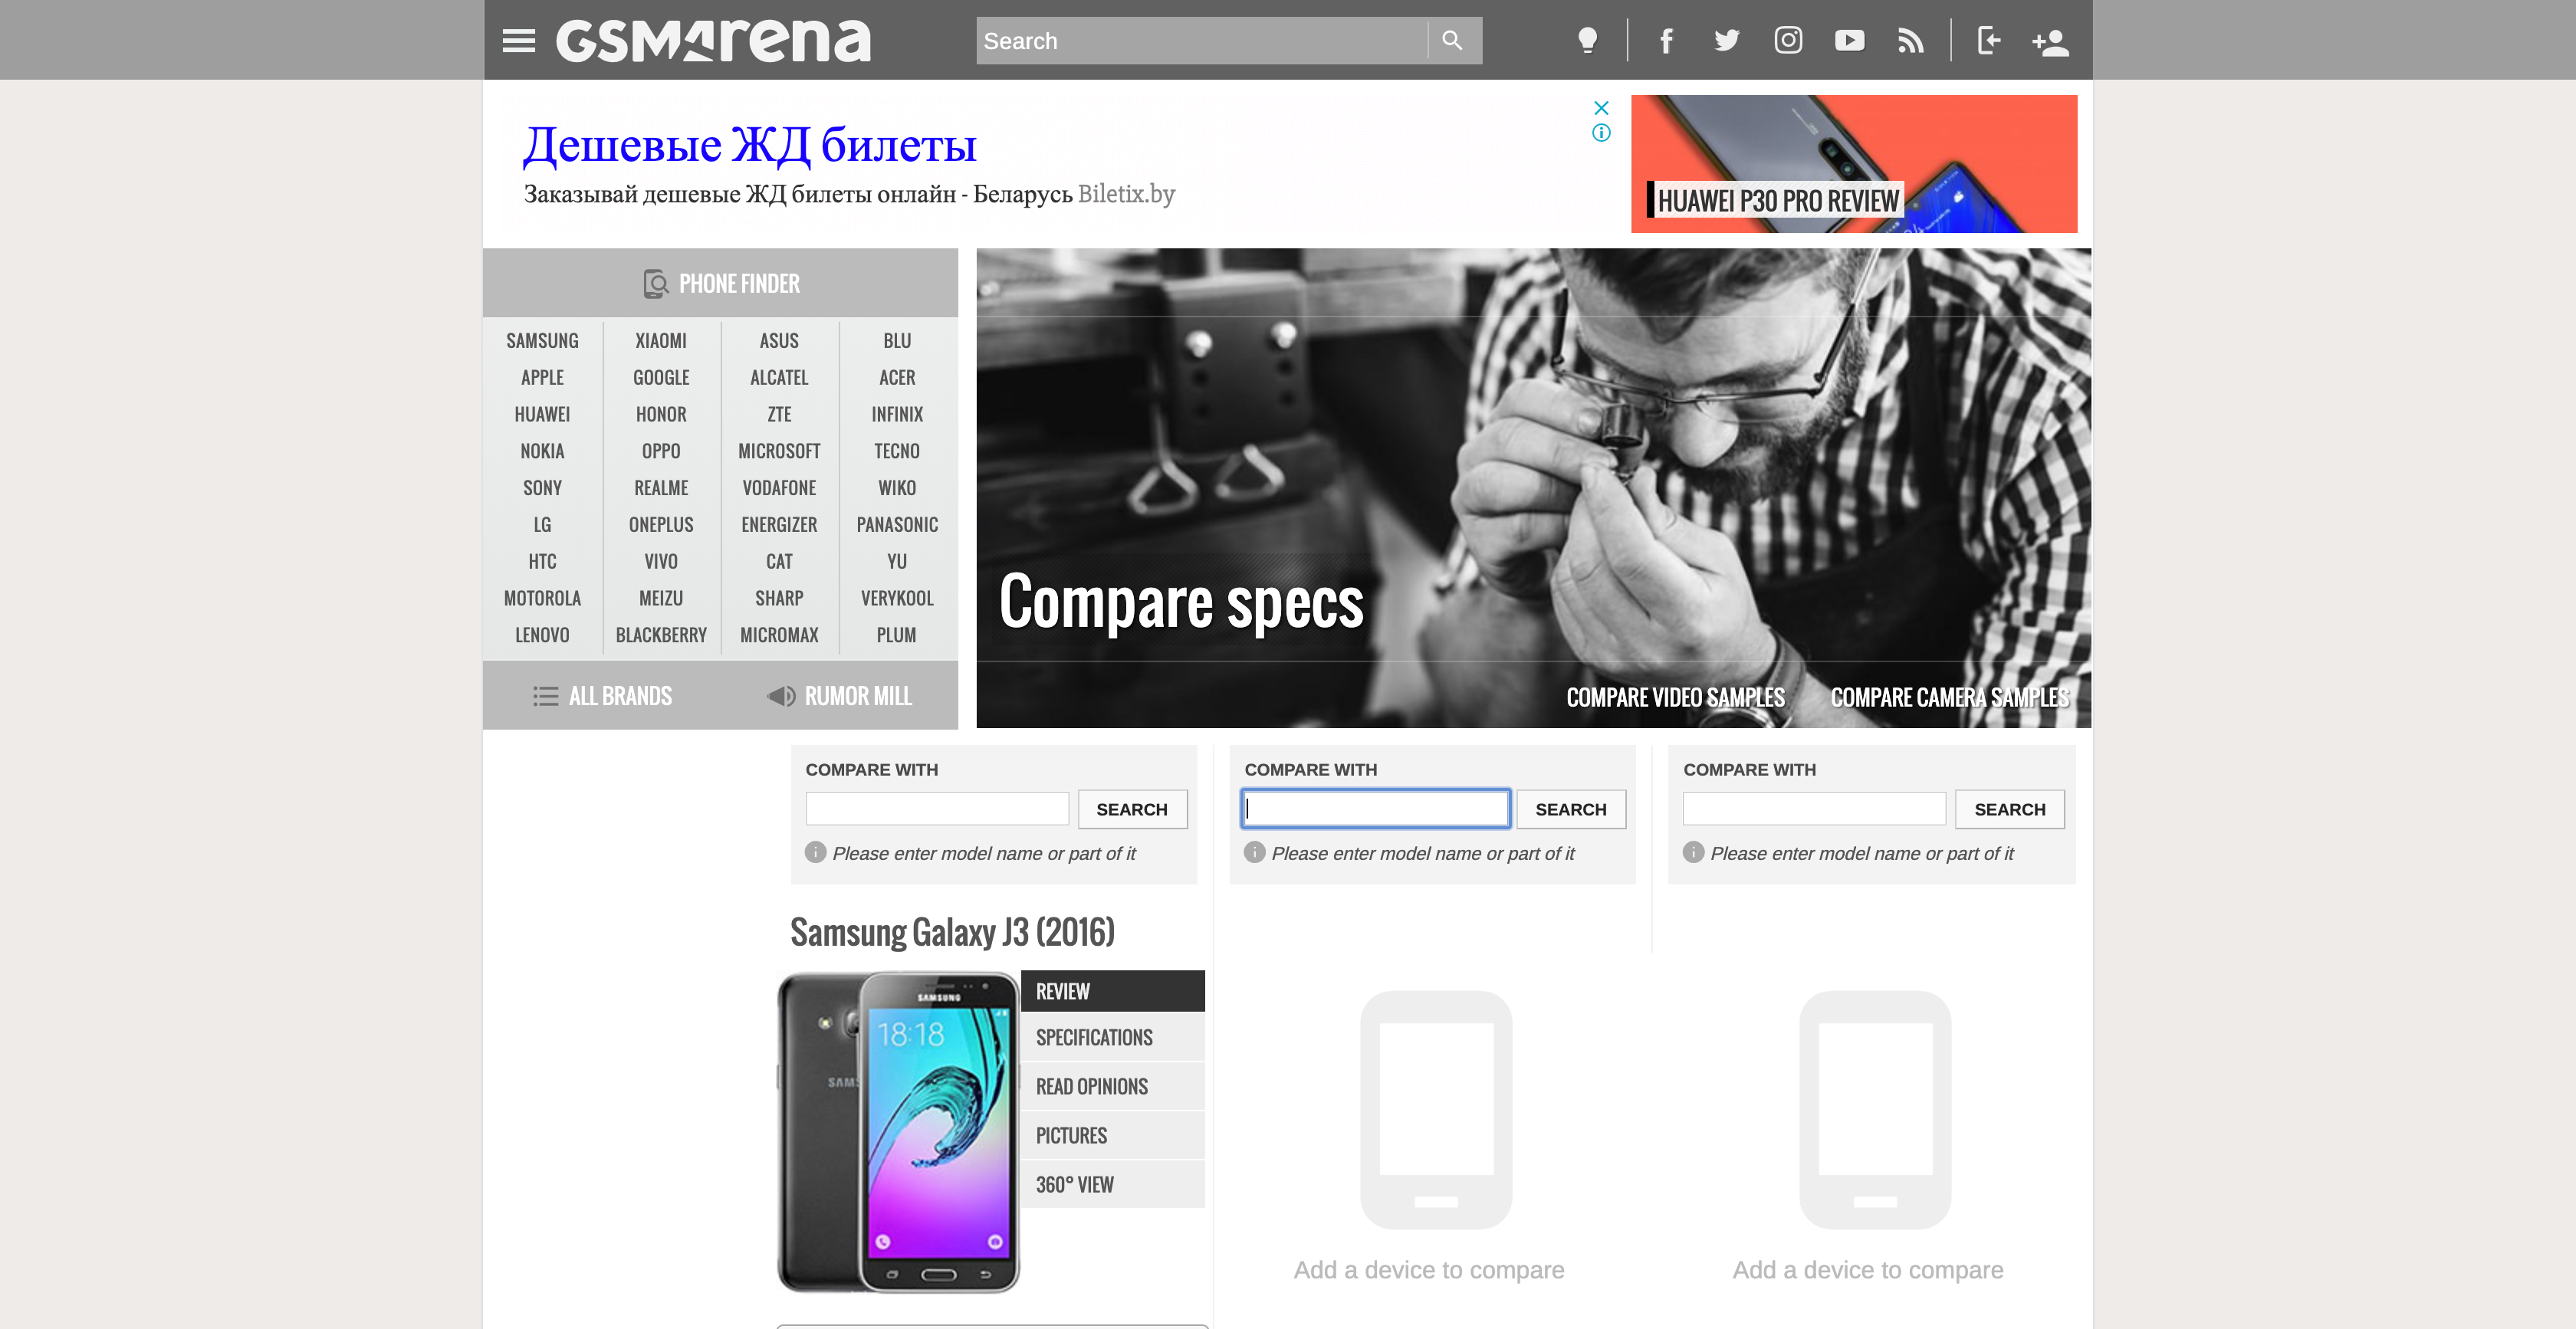 GSMArena
Search
Дешевые ЖД билеты
Заказывай дешевые ЖД билеты онлайн - Беларусь Biletix.by
HUAWEI P30 PRO REVIEW
PHONE FINDER
SAMSUNG XIAOMI ASUS BLU
APPLE GOOGLE ALCATEL ACER
HUAWEI HONOR ZTE INFINIX
NOKIA OPPO MICROSOFT TECNO
SONY REALME VODAFONE WIKO
LG ONEPLUS ENERGIZER PANASONIC
HTC VIVO CAT YU
MOTOROLA MEIZU SHARP VERYKOOL
LENOVO BLACKBERRY MICROMAX PLUM
ALL BRANDS RUMOR MILL
Compare specs
COMPARE VIDEO SAMPLES COMPARE CAMERA SAMPLES
COMPARE WITH COMPARE WITH COMPARE WITH
SEARCH SEARCH SEARCH
Please enter model name or part of it Please enter model name or part of it Please enter model name or part of it
Samsung Galaxy J3 (2016)
SAMSUNG
18:18
SAMS
REVIEW
SPECIFICATIONS
READ OPINIONS
PICTURES
360° VIEW
Add a device to compare Add a device to compare